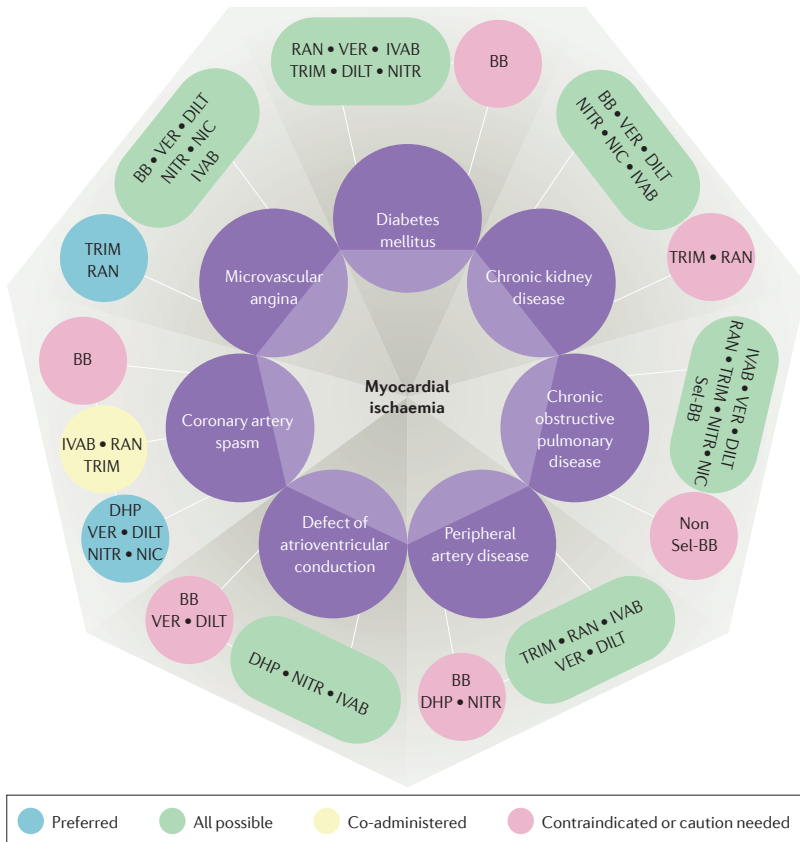 RAN • VER • IVAB
TRIM • DILT • NITR
BB
Diabetes
mellitus
BB • VER • DILT
NITR • NIC • IVAB
TRIM • RAN
Chronic kidney
disease
IVAB • VER • DILT
RAN • TRIM • NITR • NIC
Sel-BB
Non
Sel-BB
Chronic
obstructive
pulmonary
disease
TRIM • RAN • IVAB
VER • DILT
BB
DHP • NITR
Peripheral
artery disease
DHP • NITR • IVAB
BB
VER • DILT
Defect of
atrioventricular
conduction
DHP
VER • DILT
NITR • NIC
IVAB • RAN
TRIM
BB
Coronary artery
spasm
TRIM
RAN
BB • VER • DILT
NITR • NIC
IVAB
Microvascular
angina
Myocardial
ischaemia
Preferred
All possible
Co-administered
Contraindicated or caution needed